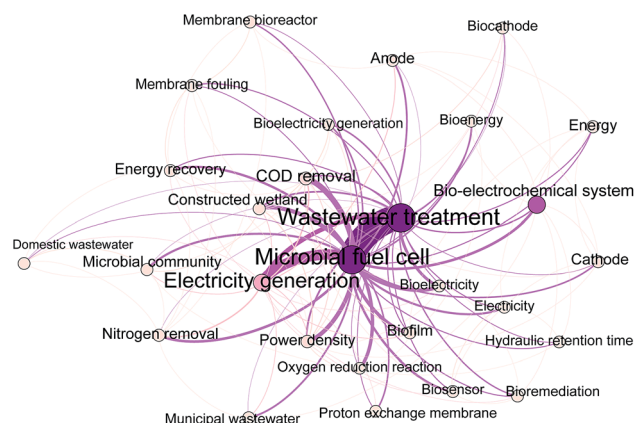 Membrane bioreactor
Biocathode
Anode
Membrane fouling
Bioelectricity generation
Bioenergy
Energy
Energy recovery
COD removal
Bio-electrochemical system
Constructed wetland
Wastewater treatment
Domestic wastewater
Microbial community
Microbial fuel cell
Cathode
Electricity generation
Bioelectricity
Electricity
Nitrogen removal
Power density
Biofilm
Hydraulic retention time
Oxygen reduction reaction
Biosensor
Bioremediation
Municipal wastewater
Proton exchange membrane